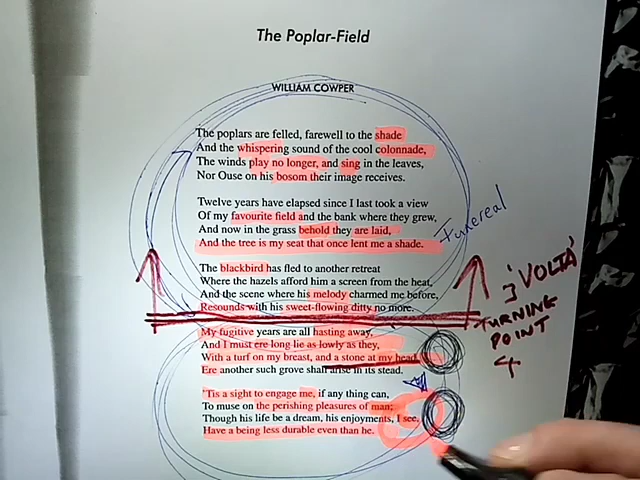 The Poplar-Field
WILLIAM COWPER
The poplars are felled, farewell to the shade
And the whispering sound of the cool colonnade,
The winds play no longer, and sing in the leaves,
Nor Ouse on his bosom their image receives.
Twelve years have elapsed since I last took a view
Of my favourite field and the bank where they grew,
And now in the grass behold they are laid,
And the tree is my seat that once lent me a shade.
Funereal
The blackbird has fled to another retreat
Where the hazels afford him a screen from the heat,
And the scene where his melody charmed me before,
Resounds with his sweet-flowing ditty no more.
'VOLTA'
TURNING
POINT
My fugitive years are all hasting away,
And I must ere long lie as lowly as they,
With a turf on my breast, and a stone at my head,
Ere another such grove shall arise in its stead.
'Tis a sight to engage me, if any thing can,
To muse on the perishing pleasures of man;
Though his life be a dream, his enjoyments, I see,
Have a being less durable even than he.